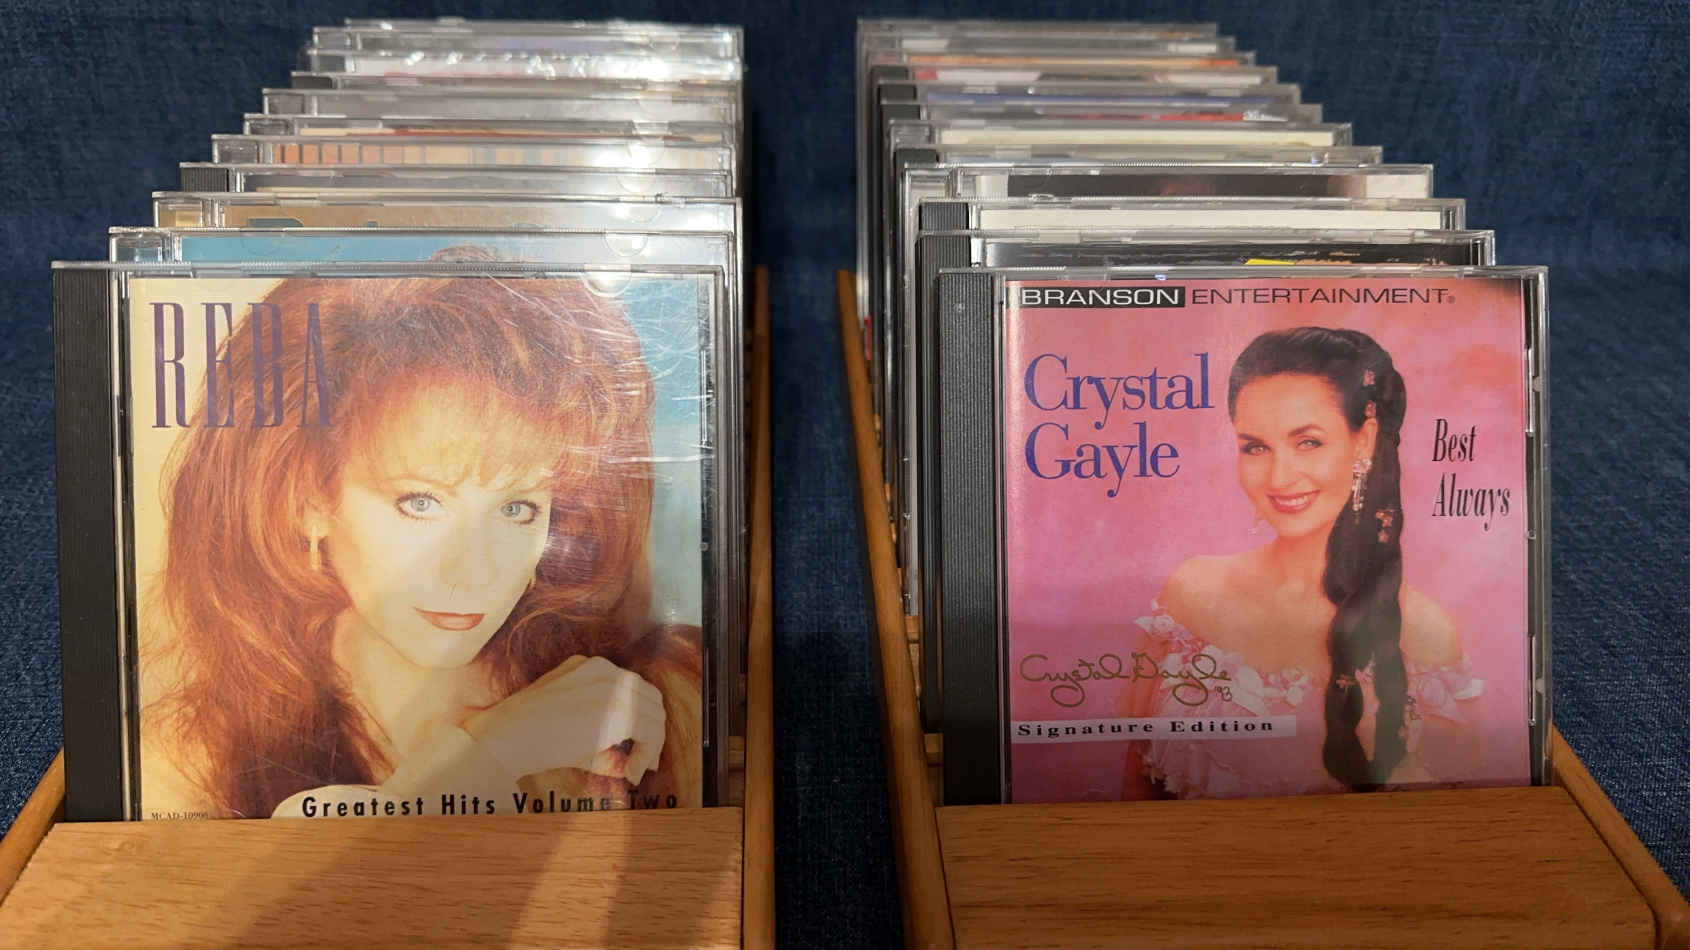 REBA
Greatest Hits Volume Two
MCAD-10906
BRANSON ENTERTAINMENT®
Crystal
Gayle
Best
Always
Crystal Gayle
'93
Signature Edition